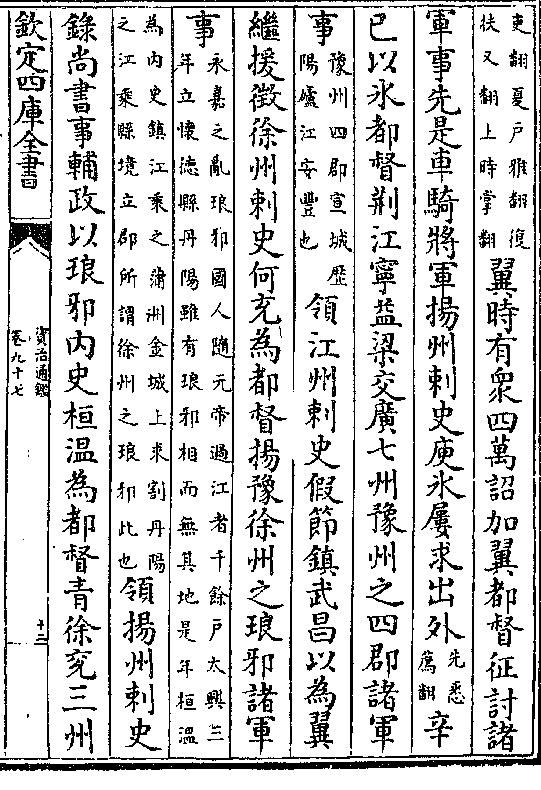 吏翻夏戶雅翻復扶又翻上時掌翻翼時有衆四萬詔加翼都督征討諸
軍事先是車騎將軍揚州刺史庾氷屢求出外先悉薦翻辛
巳以氷都督荆江寧益梁交廣七州豫州之四郡諸軍
事豫州四郡宣城歷陽廬江安豐也領江州刺史假節鎮武昌以為翼
繼援徵徐州刺史何充為都督揚豫徐州之琅邪諸軍
事永嘉之亂琅邪國人隨元帝過江者千餘戶太興三年立懷德縣丹陽雖有琅邪相而無其地是年桓溫
為內史鎮江乘之蒲洲金城上求割丹陽之江乘縣境立郡所謂徐州之琅邪此也領揚州刺史
錄尚書事輔政以琅邪內史桓溫為都督青徐兗三州
欽定四庫全書
資治通鑑
卷九十七
十二